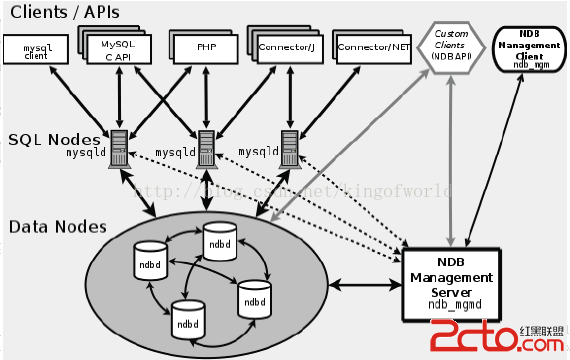 Clients / APIs
mysql
client
MySQL
C API
PHP
Connector/J
Connector/NET
Custom
Clients
(NDBAPI)
NDB
Management
Client
ndb_mgm
SQL Nodes
mysqld
mysqld
mysqld
http://blog.csdn.net/kingofworld
Data Nodes
ndbd
ndbd
ndbd
ndbd
NDB
Management
Server
ndb_mgmd
红黑联盟
2cto.com